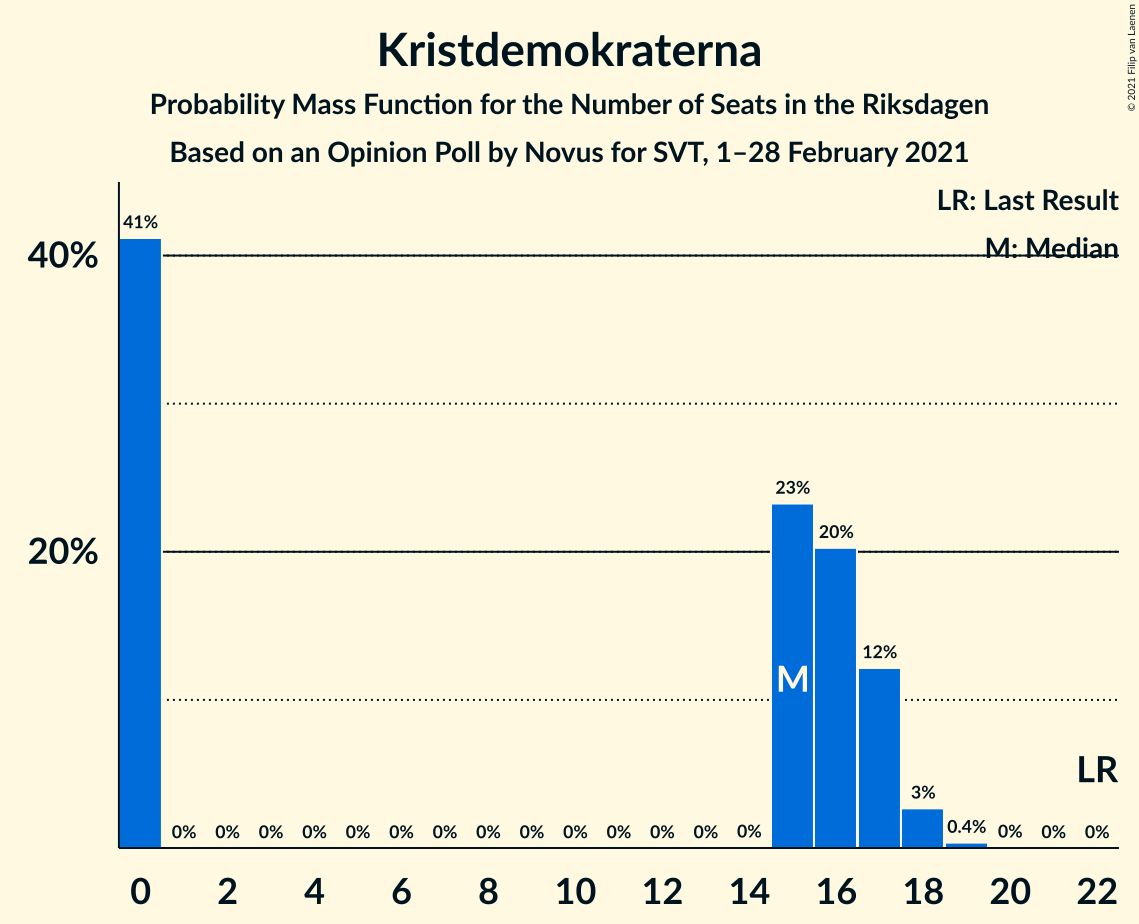 Kristdemokraterna
Probability Mass Function for the Number of Seats in the Riksdagen
Based on an Opinion Poll by Novus for SVT, 1–28 February 2021
© 2021 Filip van Laenen
LR: Last Result
M: Median
41%
40%
23%
20%
20%
12%
M
LR
3%
0% 0% 0% 0% 0% 0% 0% 0% 0% 0% 0% 0% 0% 0% 0.4% 0% 0% 0%
0 2 4 6 8 10 12 14 16 18 20 22